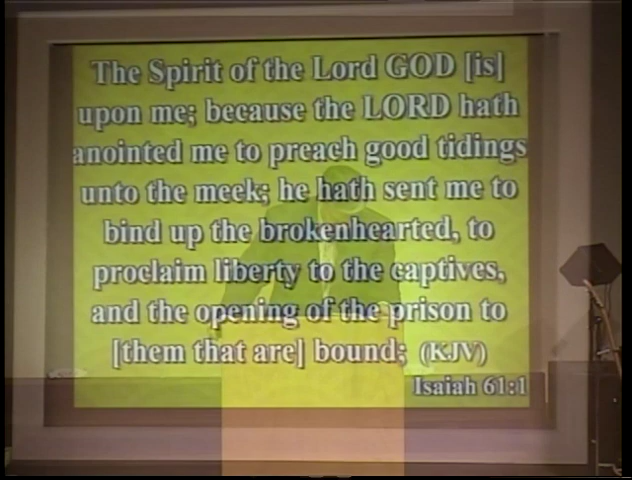 The Spirit of the Lord GOD [is]
upon me; because the LORD hath
anointed me to preach good tidings
unto the meek; he hath sent me to
bind up the brokenhearted, to
proclaim liberty to the captives,
and the opening of the prison to
[them that are] bound; (KJV)
Isaiah 61:1